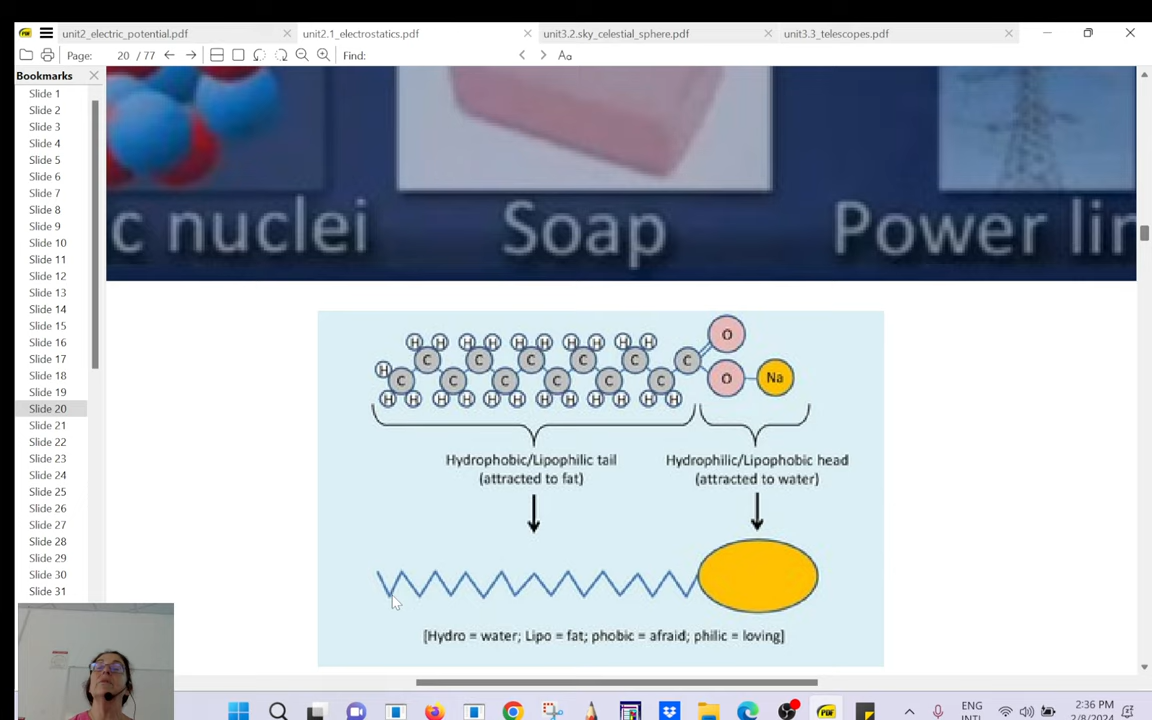 unit2_electric_potential.pdf
unit2.1_electrostatics.pdf
unit3.2.sky_celestial_sphere.pdf
unit3.3_telescopes.pdf
Page: 20 / 77
Find:
Aa
Bookmarks
Slide 1
Slide 2
Slide 3
Slide 4
Slide 5
Slide 6
Slide 7
Slide 8
Slide 9
Slide 10
Slide 11
Slide 12
Slide 13
Slide 14
Slide 15
Slide 16
Slide 17
Slide 18
Slide 19
Slide 20
Slide 21
Slide 22
Slide 23
Slide 24
Slide 25
Slide 26
Slide 27
Slide 28
Slide 29
Slide 30
Slide 31
c nuclei
Soap
Power lin
H H H H H H H H H H O
H C C C C C C
C C C C C C O Na
H H H H H H H H H H H H
Hydrophobic/Lipophilic tail
(attracted to fat)
Hydrophilic/Lipophobic head
(attracted to water)
[Hydro = water; Lipo = fat; phobic = afraid; philic = loving]
ENG
INTL
2:36 PM
2/8/2024